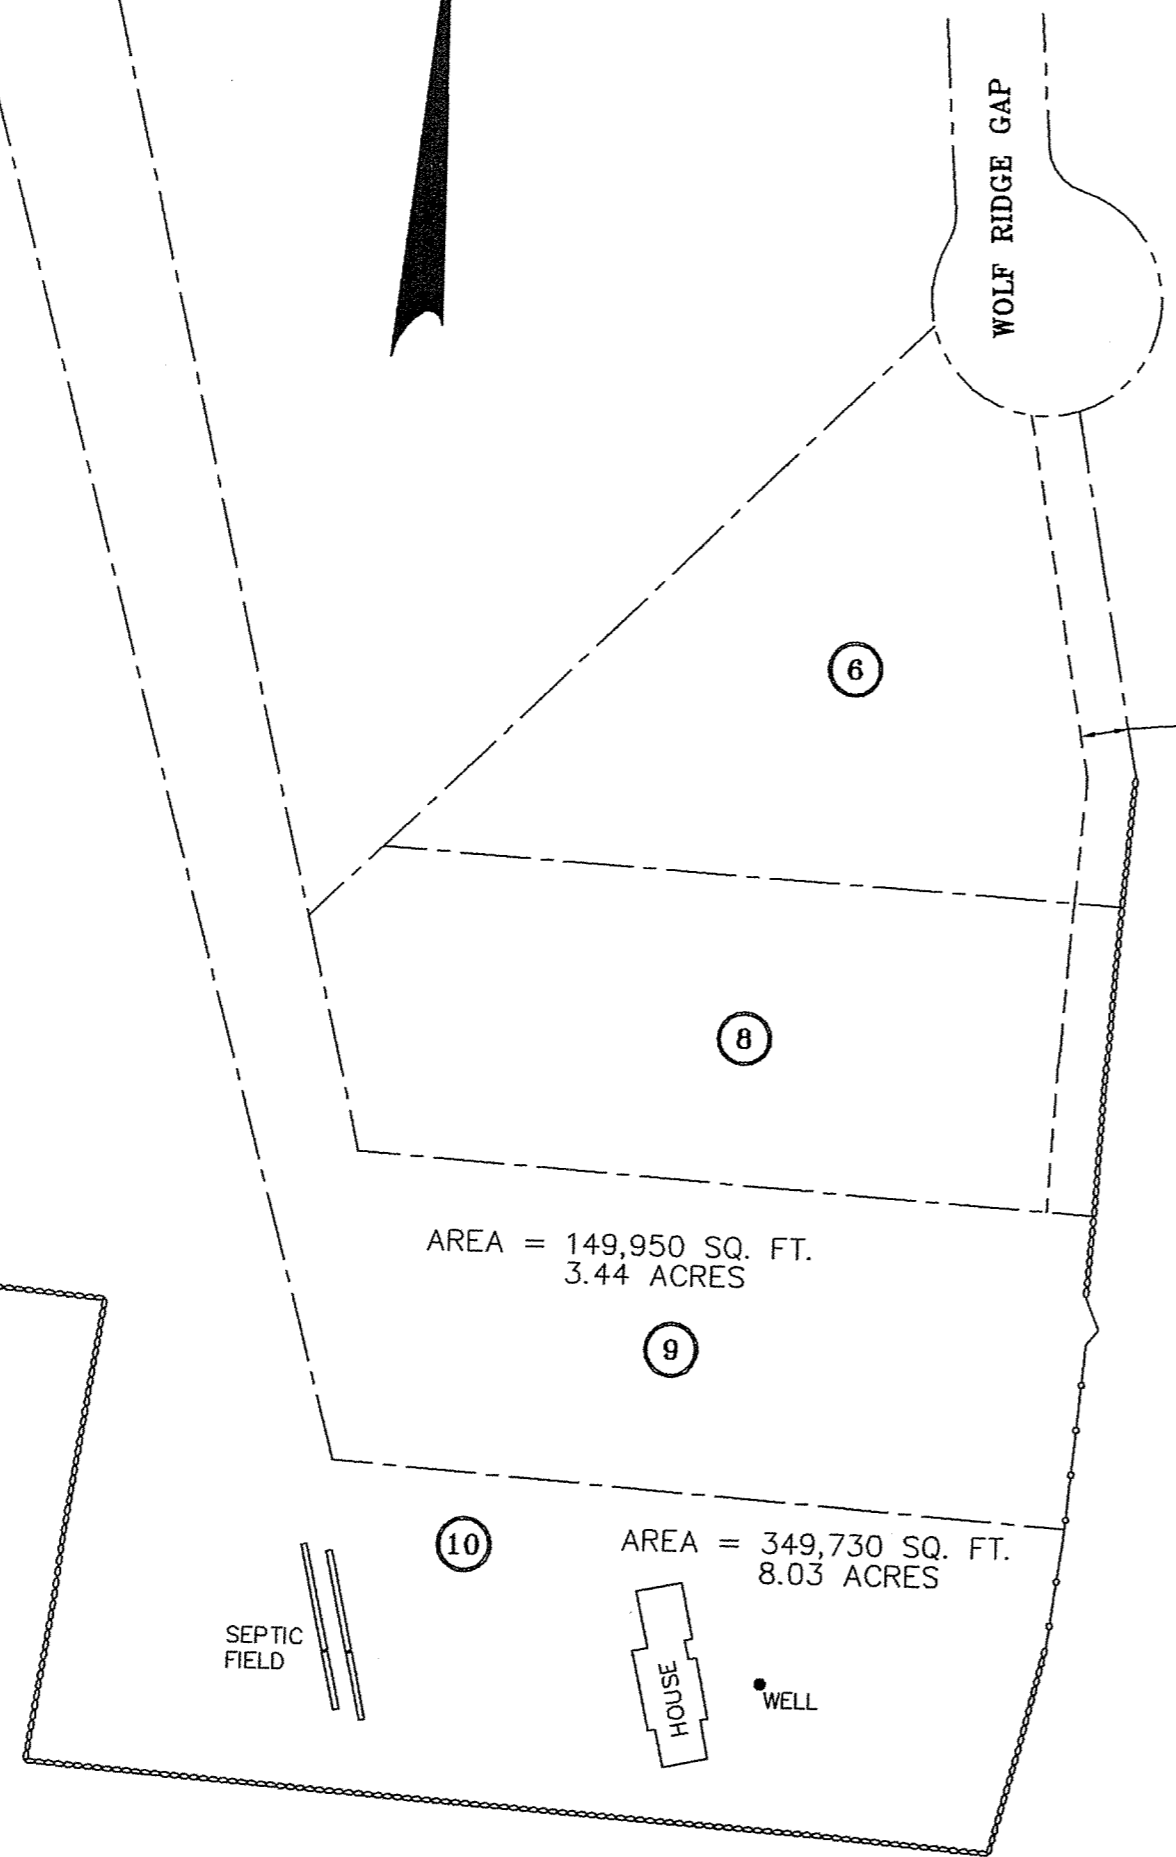 WOLF RIDGE GAP
6
8
AREA = 149,950 SQ. FT.
3.44 ACRES
9
10
AREA = 349,730 SQ. FT.
8.03 ACRES
SEPTIC
FIELD
HOUSE
WELL